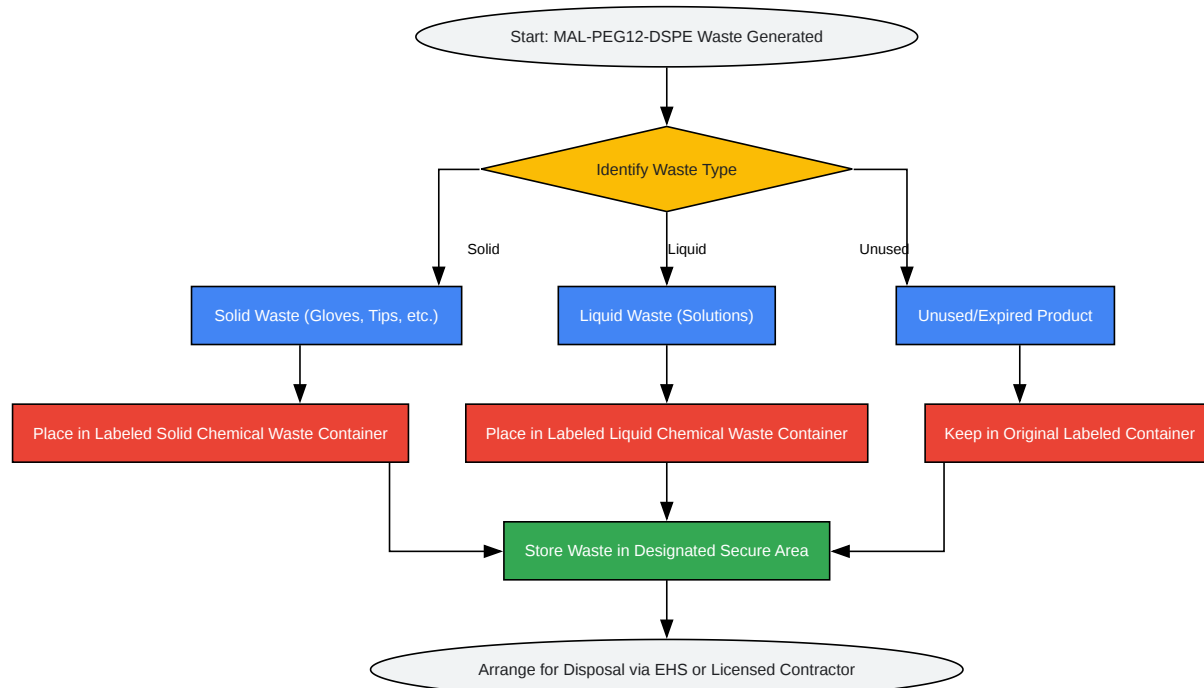 Start: MAL-PEG12-DSPE Waste Generated
Identify Waste Type
Solid
Liquid
Unused
Solid Waste (Gloves, Tips, etc.)
Liquid Waste (Solutions)
Unused/Expired Product
Place in Labeled Solid Chemical Waste Container
Place in Labeled Liquid Chemical Waste Container
Keep in Original Labeled Container
Store Waste in Designated Secure Area
Arrange for Disposal via EHS or Licensed Contractor